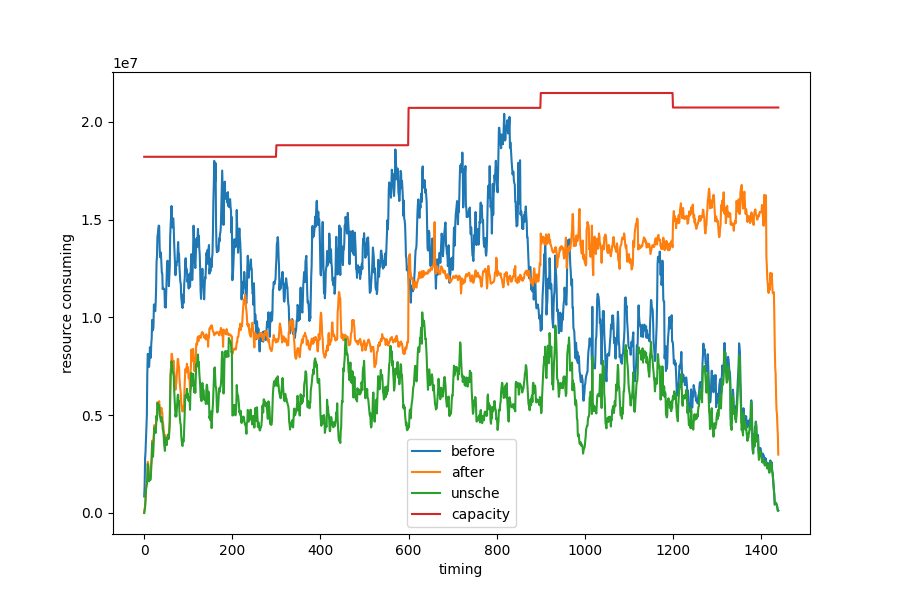 1e7
2.0
1.5
1.0
0.5
0.0
resource consuming
before
after
unsche
capacity
0 200 400 600 800 1000 1200 1400
timing